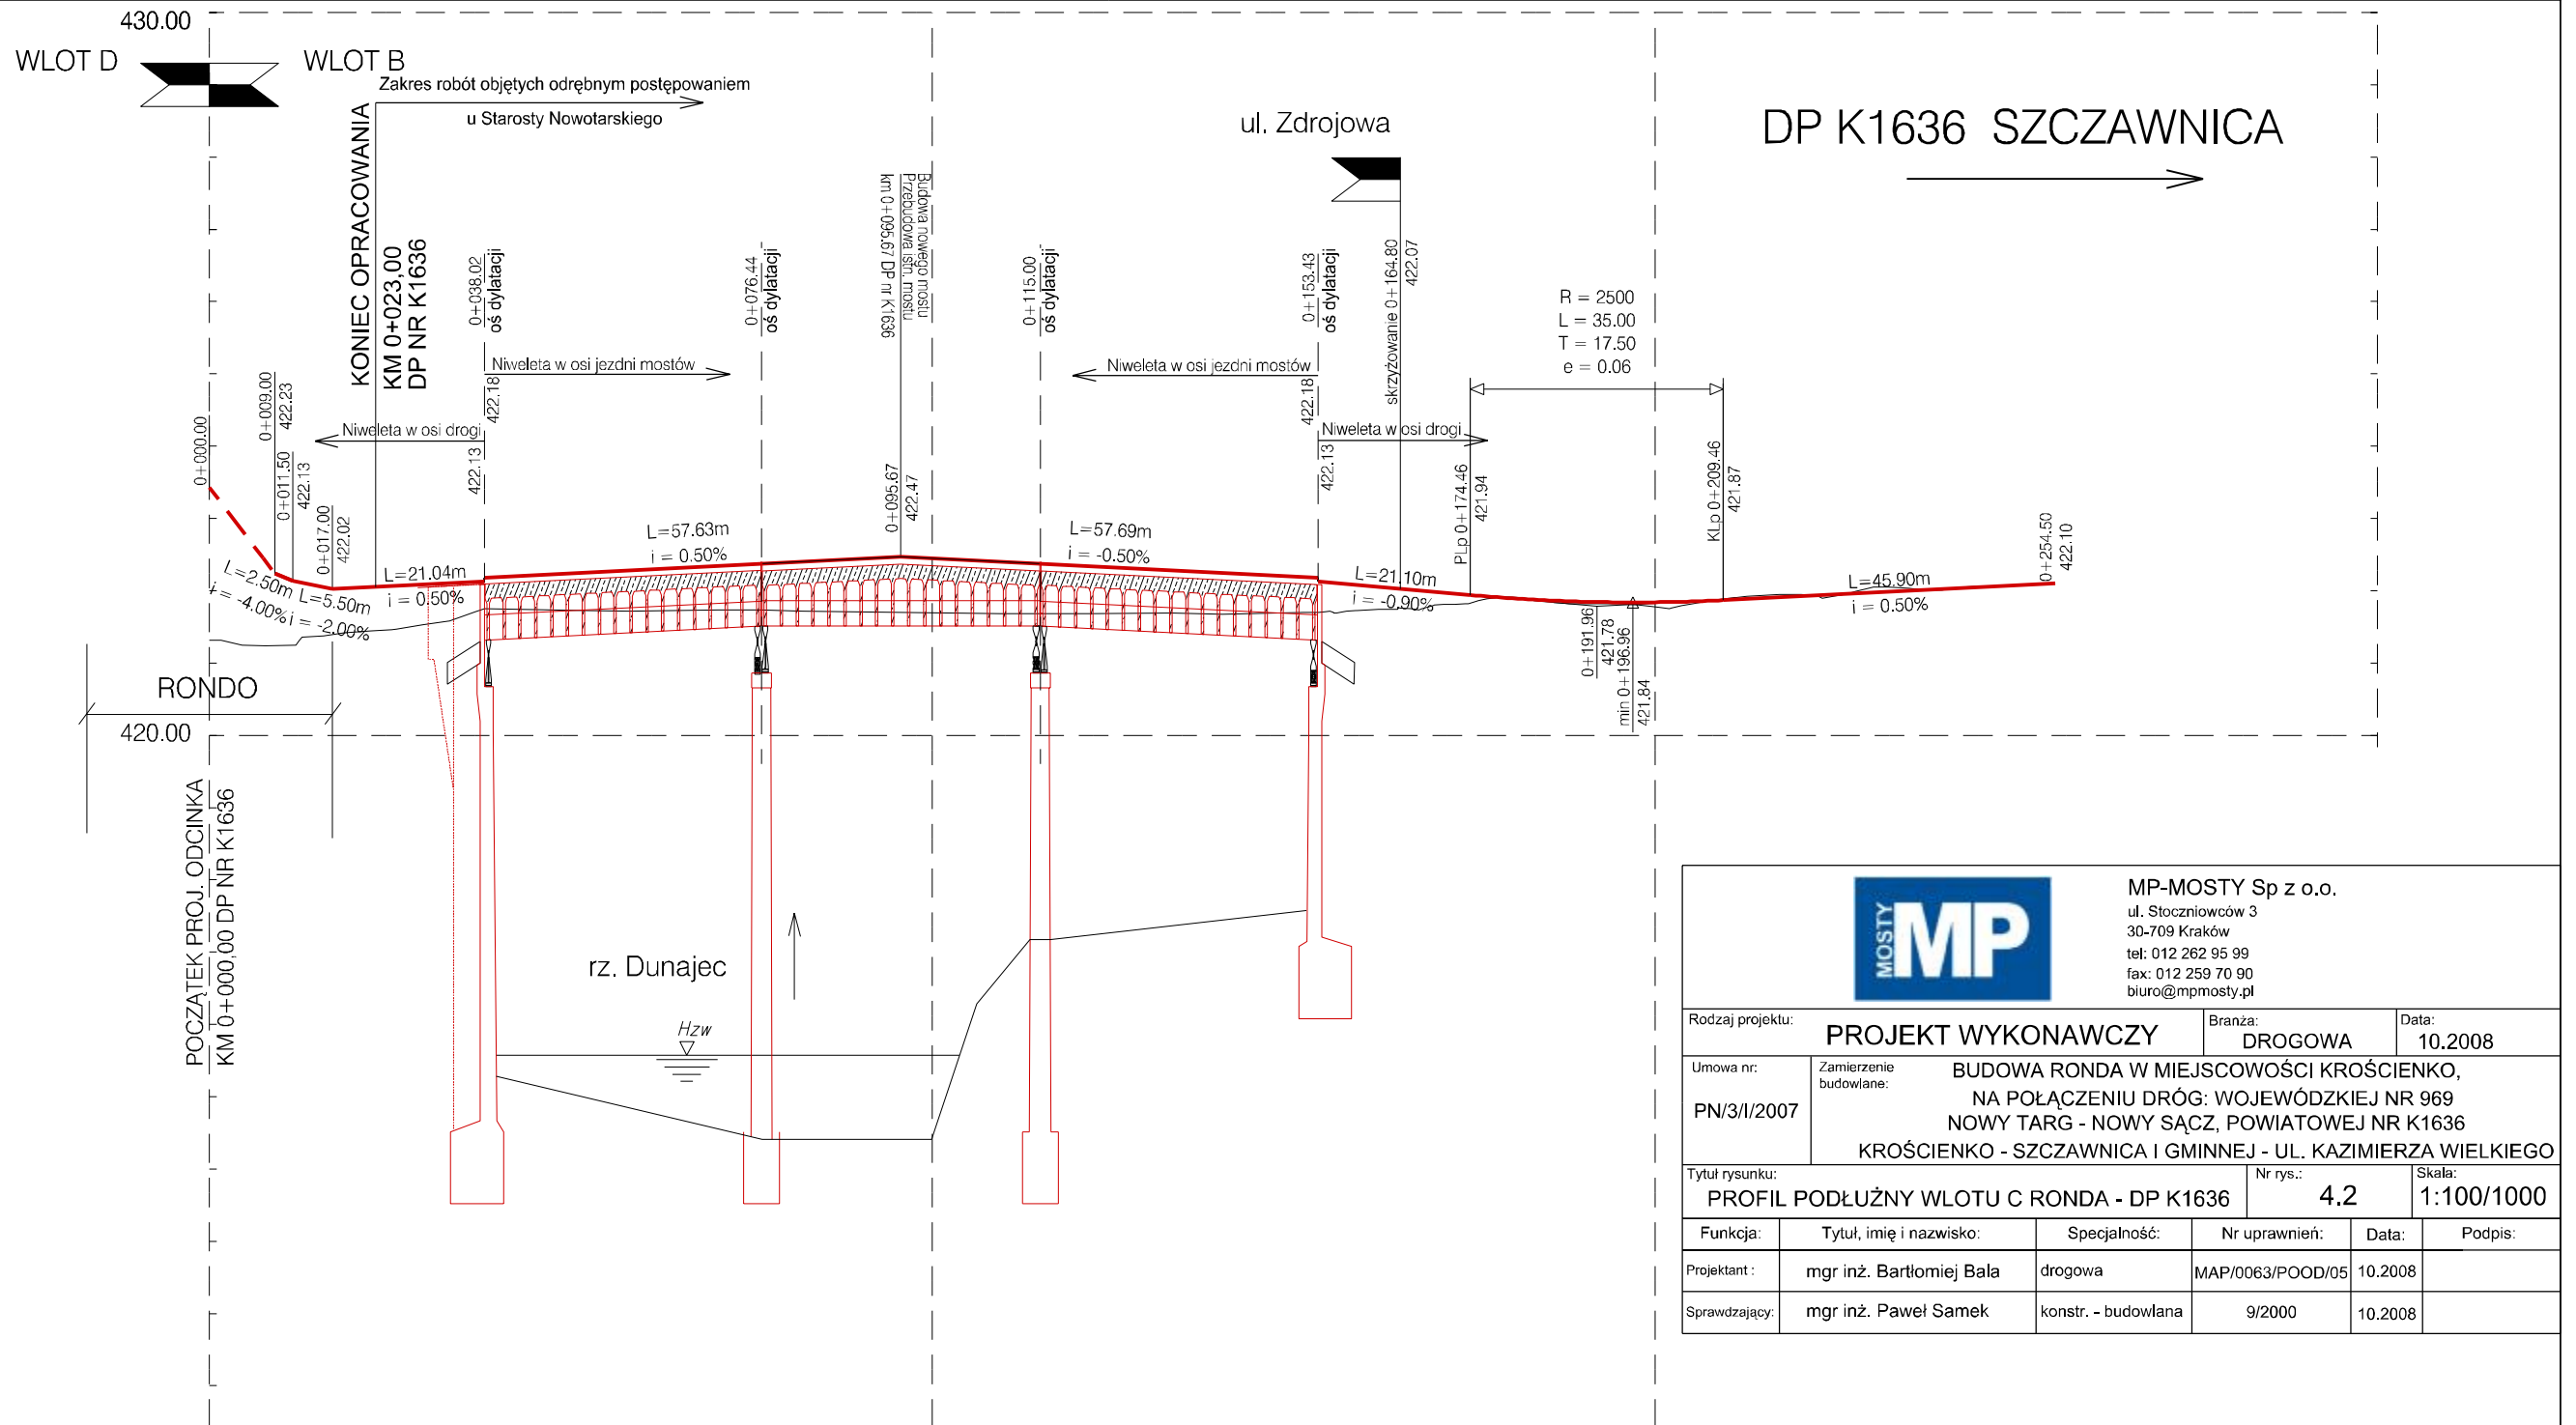 430.00
WLOT D
WLOT B
Zakres robót objętych odrębnym postępowaniem
u Starosty Nowotarskiego
KONIEC OPRACOWANIA
KM 0+023,00
DP NR K1636
ul. Zdrojowa
DP K1636 SZCZAWNICA
0+000.00
0+009.00
422.23
0+011.50
422.13
0+017.00
422.02
0+038.02
oś dylatacji
422.18
422.13
Niweleta w osi jezdni mostów
Niweleta w osi drogi
0+076.44
oś dylatacji
Budowa nowego mostu
Przebudowa istn. mostu
km 0+095.67 DP nr K1636
0+095.67
422.47
0+115.00
oś dylatacji
Niweleta w osi jezdni mostów
0+153.43
oś dylatacji
422.18
422.13
Niweleta w osi drogi
skrzyżowanie 0+164.80
422.07
R = 2500
L = 35.00
T = 17.50
e = 0.06
PLp 0+174.46
421.94
KLp 0+209.46
421.87
0+254.50
422.10
L=2.50m
i = -4.00%
L=5.50m
i = -2.00%
L=21.04m
i = 0.50%
L=57.63m
i = 0.50%
L=57.69m
i = -0.50%
L=21.10m
i = -0.90%
L=45.90m
i = 0.50%
0+191.96
421.78
min 0+196.96
421.84
RONDO
420.00
POCZĄTEK PROJ. ODCINKA
KM 0+000,00 DP NR K1636
rz. Dunajec
Hzw
MOSTY
MP
MP-MOSTY Sp z o.o.
ul. Stoczniowców 3
30-709 Kraków
tel: 012 262 95 99
fax: 012 259 70 90
biuro@mpmosty.pl
Rodzaj projektu:
PROJEKT WYKONAWCZY
Branża:
DROGOWA
Data:
10.2008
Umowa nr:
PN/3/I/2007
Zamierzenie
budowlane:
BUDOWA RONDA W MIEJSCOWOŚCI KROŚCIENKO,
NA POŁĄCZENIU DRÓG: WOJEWÓDZKIEJ NR 969
NOWY TARG - NOWY SĄCZ, POWIATOWEJ NR K1636
KROŚCIENKO - SZCZAWNICA I GMINNEJ - UL. KAZIMIERZA WIELKIEGO
Tytuł rysunku:
PROFIL PODŁUŻNY WLOTU C RONDA - DP K1636
Nr rys.:
4.2
Skala:
1:100/1000
Funkcja: Tytuł, imię i nazwisko: Specjalność: Nr uprawnień: Data: Podpis:
Projektant : mgr inż. Bartłomiej Bala drogowa MAP/0063/POOD/05 10.2008
Sprawdzający: mgr inż. Paweł Samek konstr. - budowlana 9/2000 10.2008